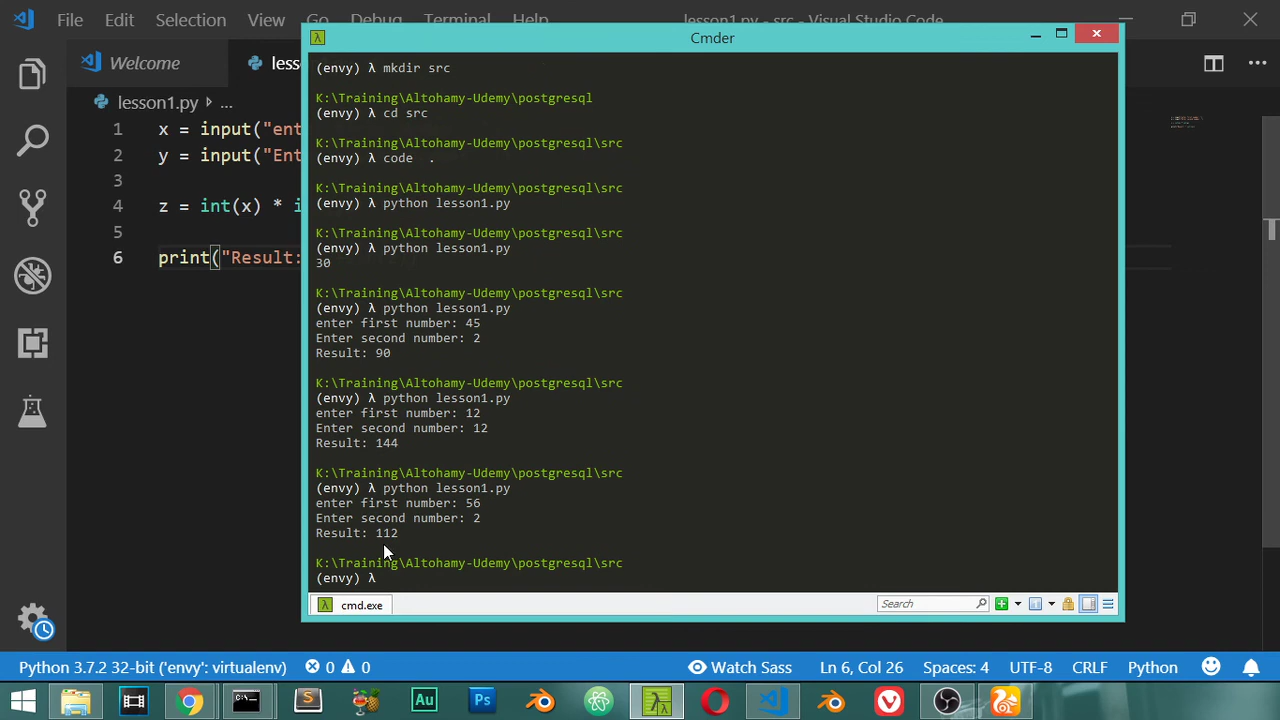 File Edit Selection View Go Debug Terminal Help lesson1.py - src - Visual Studio Code
Cmder
Welcome
lesson1.py > ...
1 x = input("ent
2 y = input("Ent
3
4 z = int(x) * i
5
6 print("Result:
(envy) λ mkdir src
K:\Training\Altohamy-Udemy\postgresql
(envy) λ cd src
K:\Training\Altohamy-Udemy\postgresql\src
(envy) λ code  .
K:\Training\Altohamy-Udemy\postgresql\src
(envy) λ python lesson1.py
K:\Training\Altohamy-Udemy\postgresql\src
(envy) λ python lesson1.py
30
K:\Training\Altohamy-Udemy\postgresql\src
(envy) λ python lesson1.py
enter first number: 45
Enter second number: 2
Result: 90
K:\Training\Altohamy-Udemy\postgresql\src
(envy) λ python lesson1.py
enter first number: 12
Enter second number: 12
Result: 144
K:\Training\Altohamy-Udemy\postgresql\src
(envy) λ python lesson1.py
enter first number: 56
Enter second number: 2
Result: 112
K:\Training\Altohamy-Udemy\postgresql\src
(envy) λ
cmd.exe
Search
Python 3.7.2 32-bit ('envy': virtualenv) 0 0 Watch Sass Ln 6, Col 26 Spaces: 4 UTF-8 CRLF Python
Au
Ps